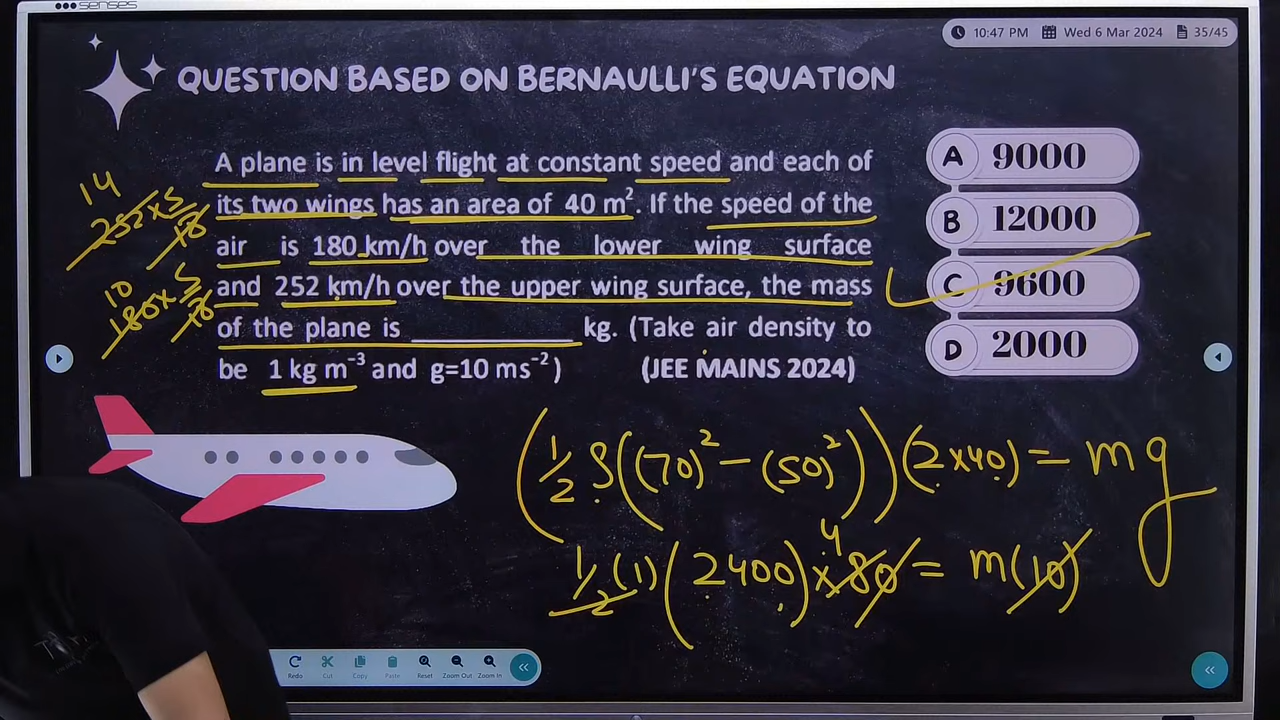 senses
10:47 PM Wed 6 Mar 2024 35/45
QUESTION BASED ON BERNAULLI'S EQUATION
A plane is in level flight at constant speed and each of
its two wings has an area of 40 m². If the speed of the
air is 180 km/h over the lower wing surface
and 252 km/h over the upper wing surface, the mass
of the plane is ____________ kg. (Take air density to
be 1 kg m⁻³ and g=10 ms⁻²) (JEE MAINS 2024)
A 9000
B 12000
C 9600
D 2000
14
252×5/18
10
180×5/18
(1/2 ρ((70)² − (50)²))(2×40) = mg
4
1/2(1)(2400)×80 = m(10)
Redo Cut Copy Paste Reset Zoom Out Zoom In